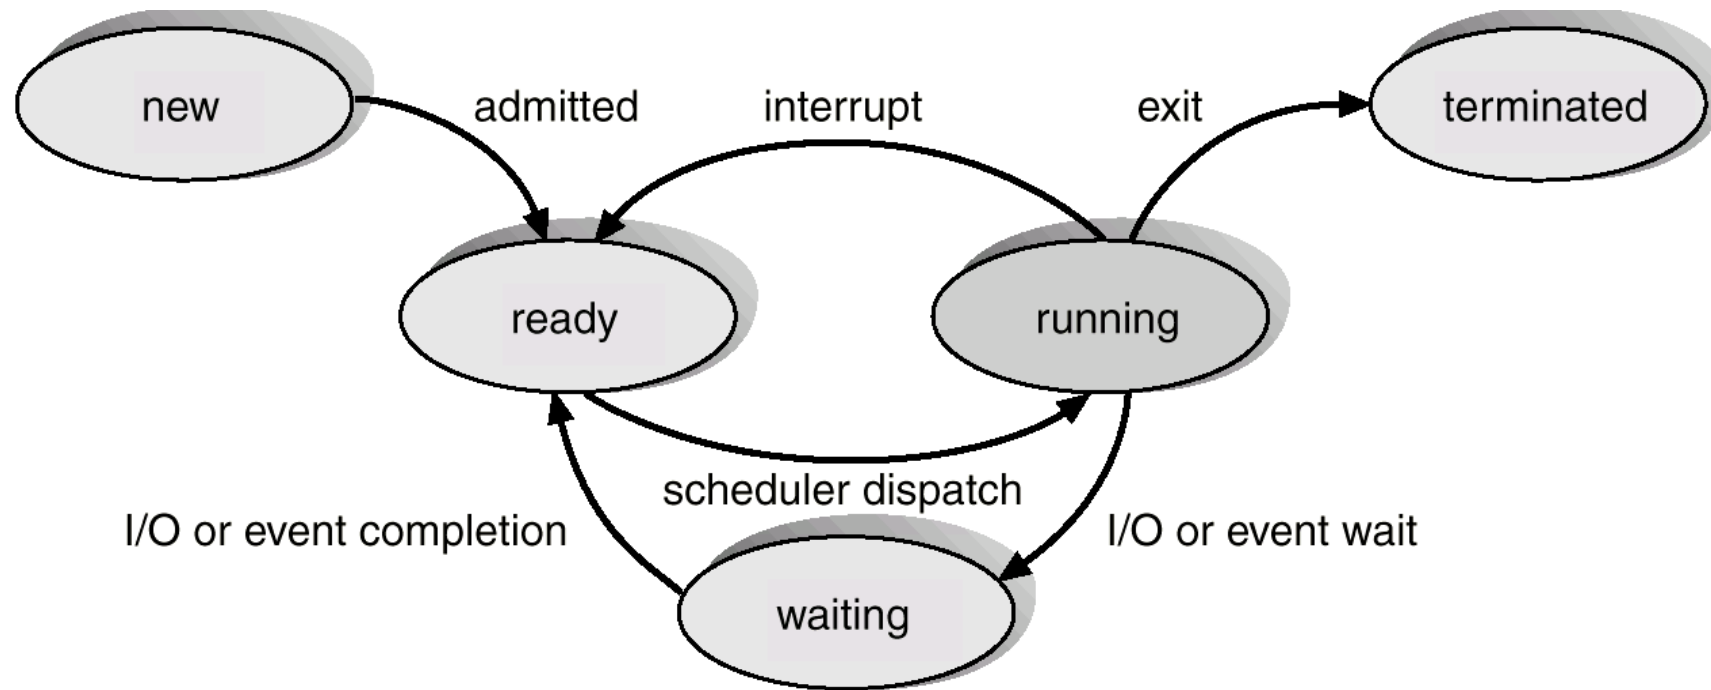 new
admitted
interrupt
exit
terminated
ready
running
scheduler dispatch
I/O or event completion
I/O or event wait
waiting